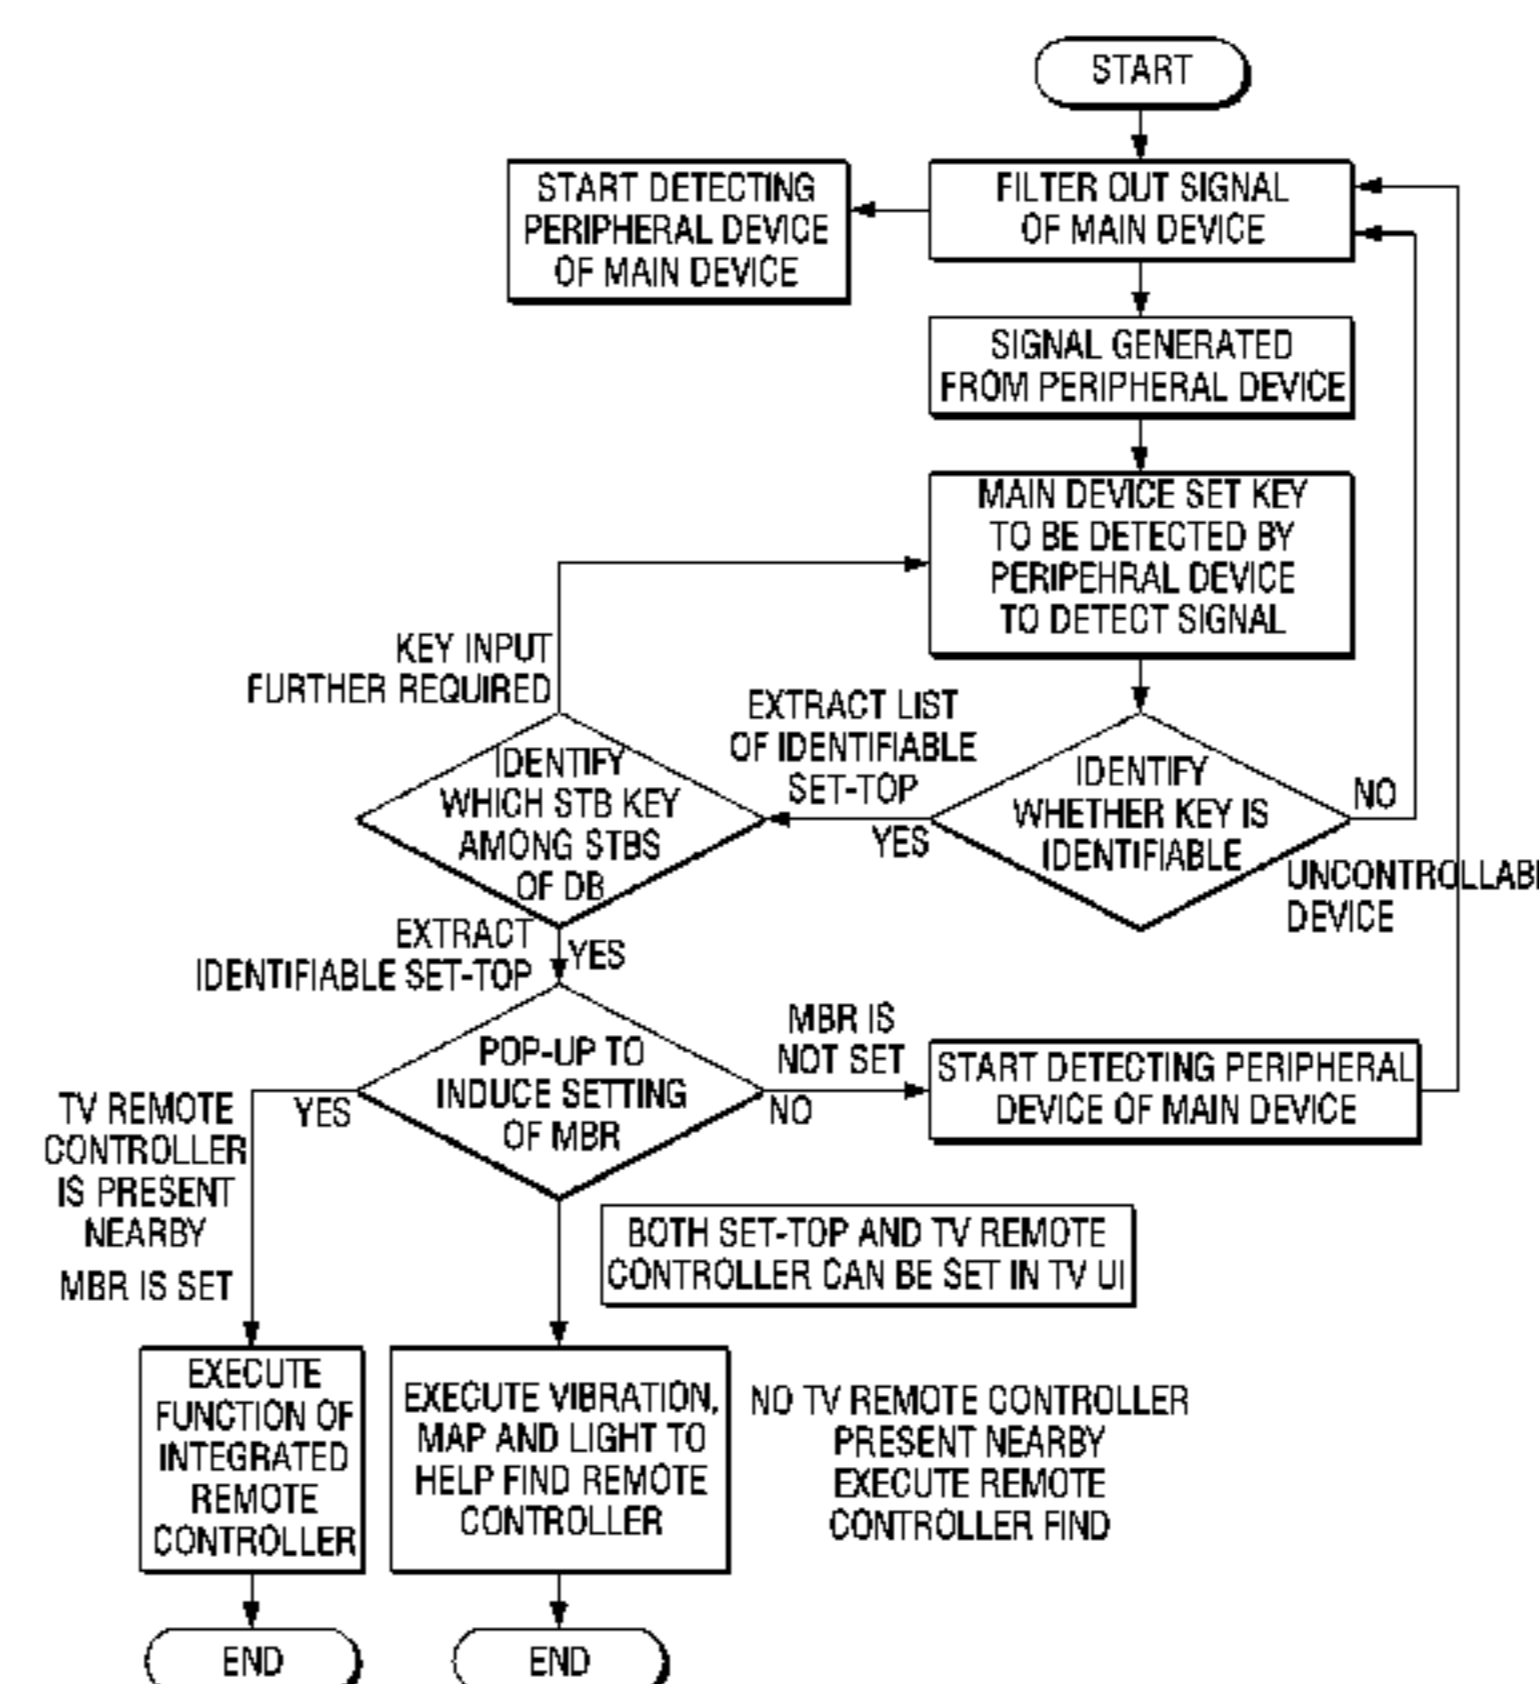 START
START DETECTING
PERIPHERAL DEVICE
OF MAIN DEVICE
FILTER OUT SIGNAL
OF MAIN DEVICE
SIGNAL GENERATED
FROM PERIPHERAL DEVICE
MAIN DEVICE SET KEY
TO BE DETECTED BY
PERIPEHRAL DEVICE
TO DETECT SIGNAL
KEY INPUT
FURTHER REQUIRED
EXTRACT LIST
OF IDENTIFIABLE
SET-TOP
YES
IDENTIFY
WHICH STB KEY
AMONG STBS
OF DB
IDENTIFY
WHETHER KEY IS
IDENTIFIABLE
NO
UNCONTROLLABL
DEVICE
EXTRACT
IDENTIFIABLE SET-TOP
YES
POP-UP TO
INDUCE SETTING
OF MBR
MBR IS
NOT SET
NO
START DETECTING PERIPHERAL
DEVICE OF MAIN DEVICE
YES
TV REMOTE
CONTROLLER
IS PRESENT
NEARBY
MBR IS SET
BOTH SET-TOP AND TV REMOTE
CONTROLLER CAN BE SET IN TV UI
EXECUTE
FUNCTION OF
INTEGRATED
REMOTE
CONTROLLER
EXECUTE VIBRATION,
MAP AND LIGHT TO
HELP FIND REMOTE
CONTROLLER
NO TV REMOTE CONTROLLER
PRESENT NEARBY
EXECUTE REMOTE
CONTROLLER FIND
END
END